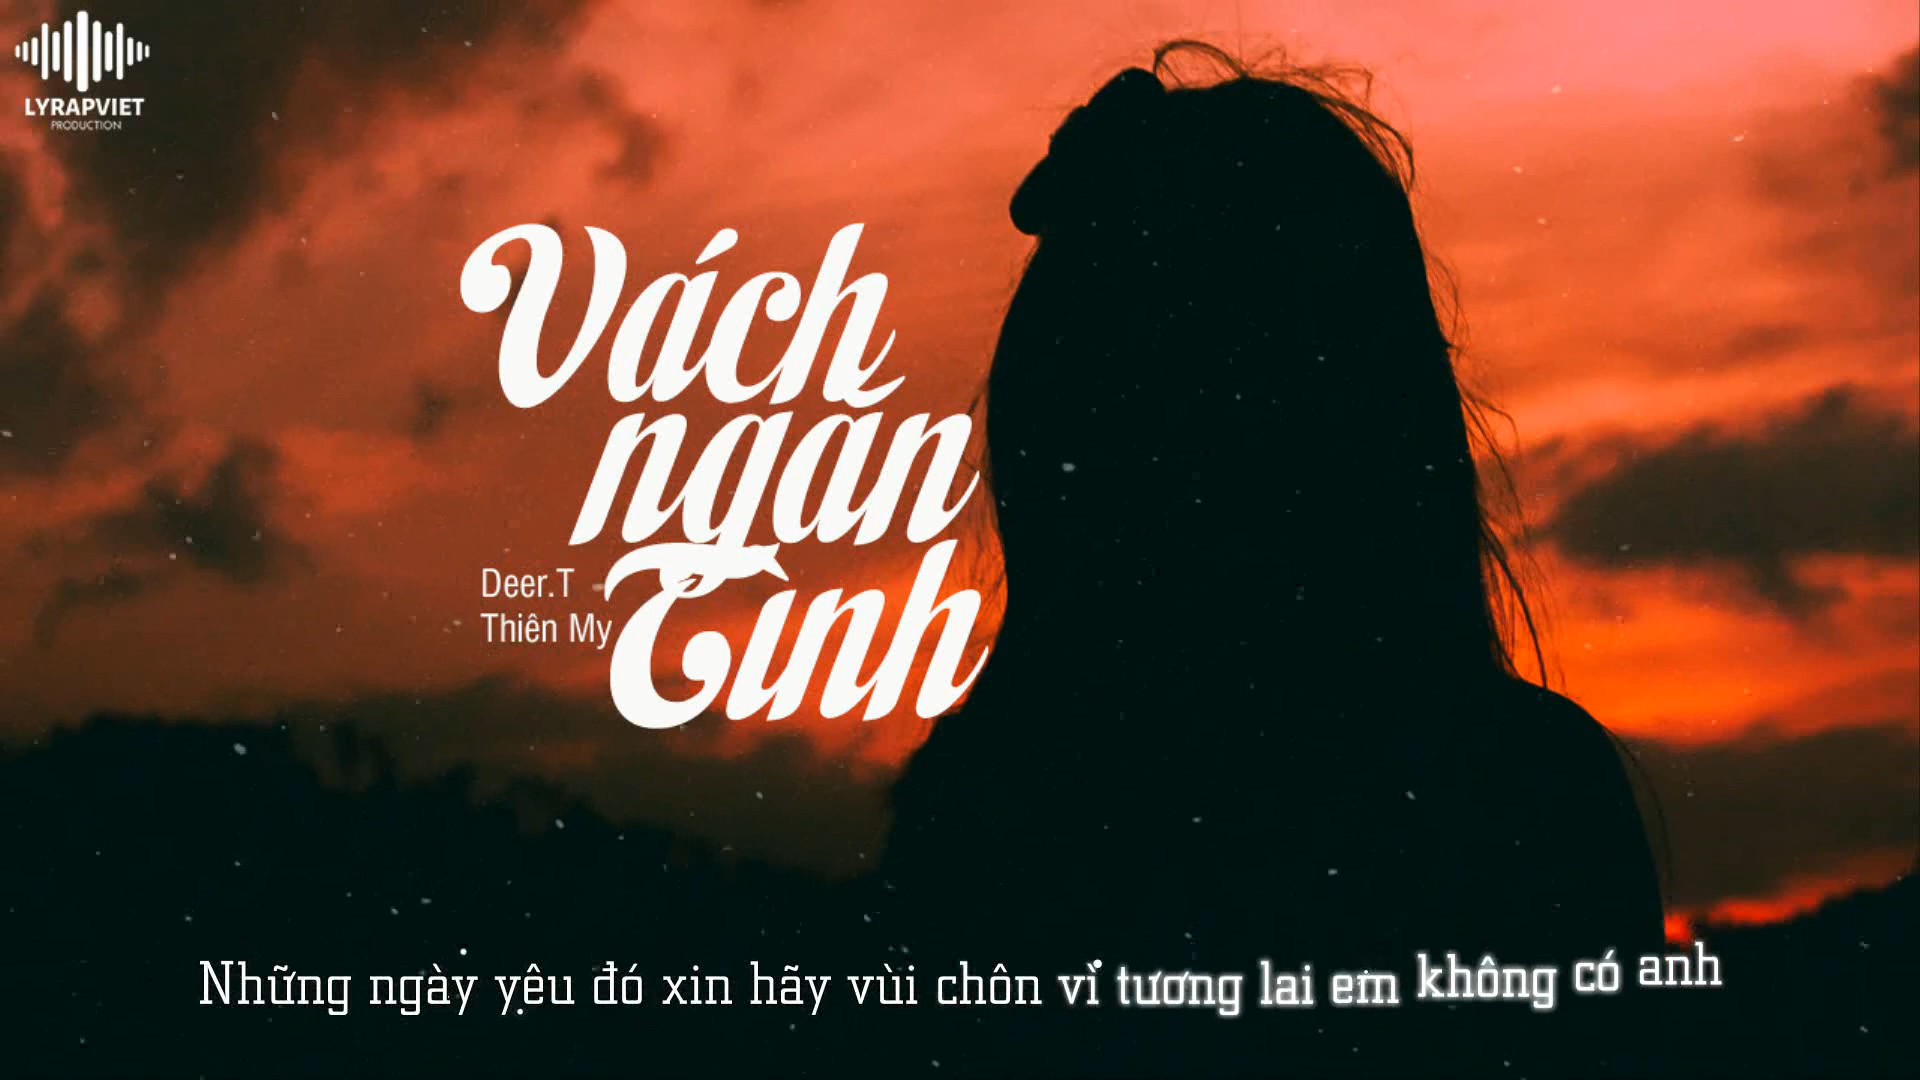 LYRAPVIET
PRODUCTION
Vách
ngăn
Tình
Deer.T
Thiên My
Những ngày yêu đó xin hãy vùi chôn vì tương lai em không có anh